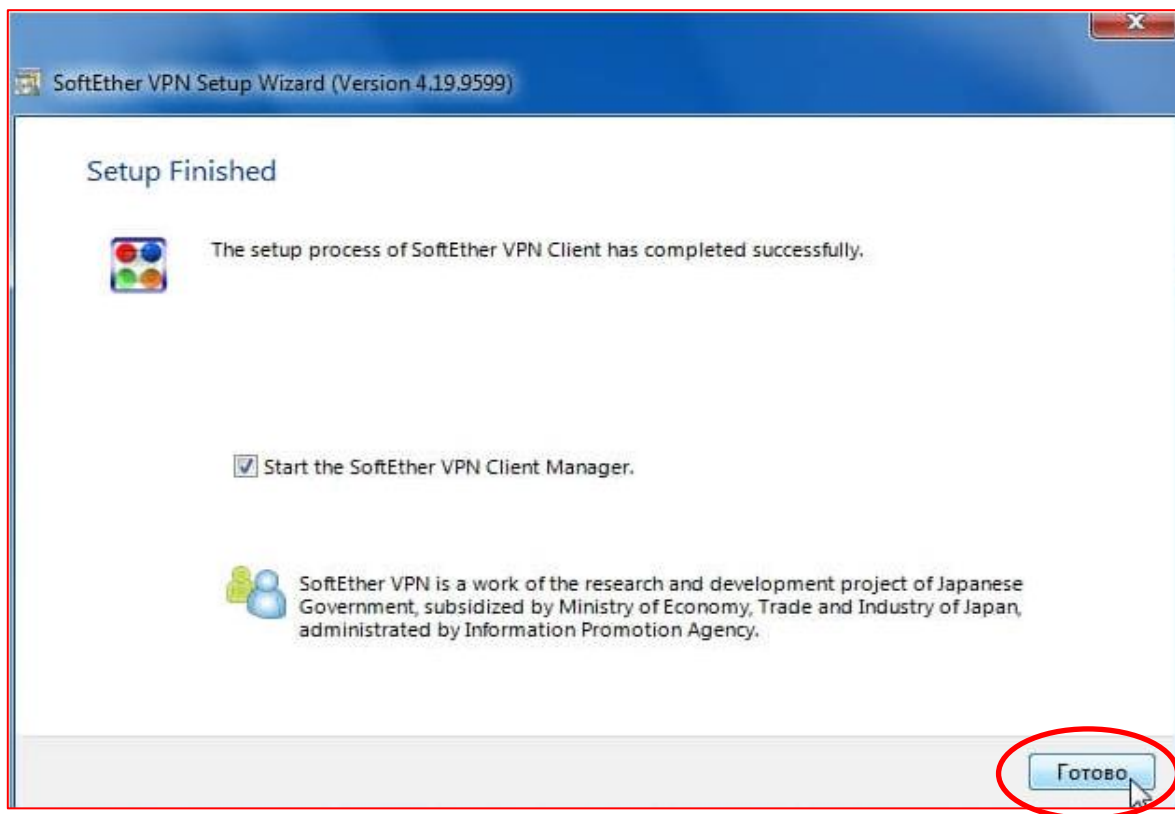 SoftEther VPN Setup Wizard (Version 4.19.9599)
Setup Finished
The setup process of SoftEther VPN Client has completed successfully.
Start the SoftEther VPN Client Manager.
SoftEther VPN is a work of the research and development project of Japanese
Government, subsidized by Ministry of Economy, Trade and Industry of Japan,
administrated by Information Promotion Agency.
Готово